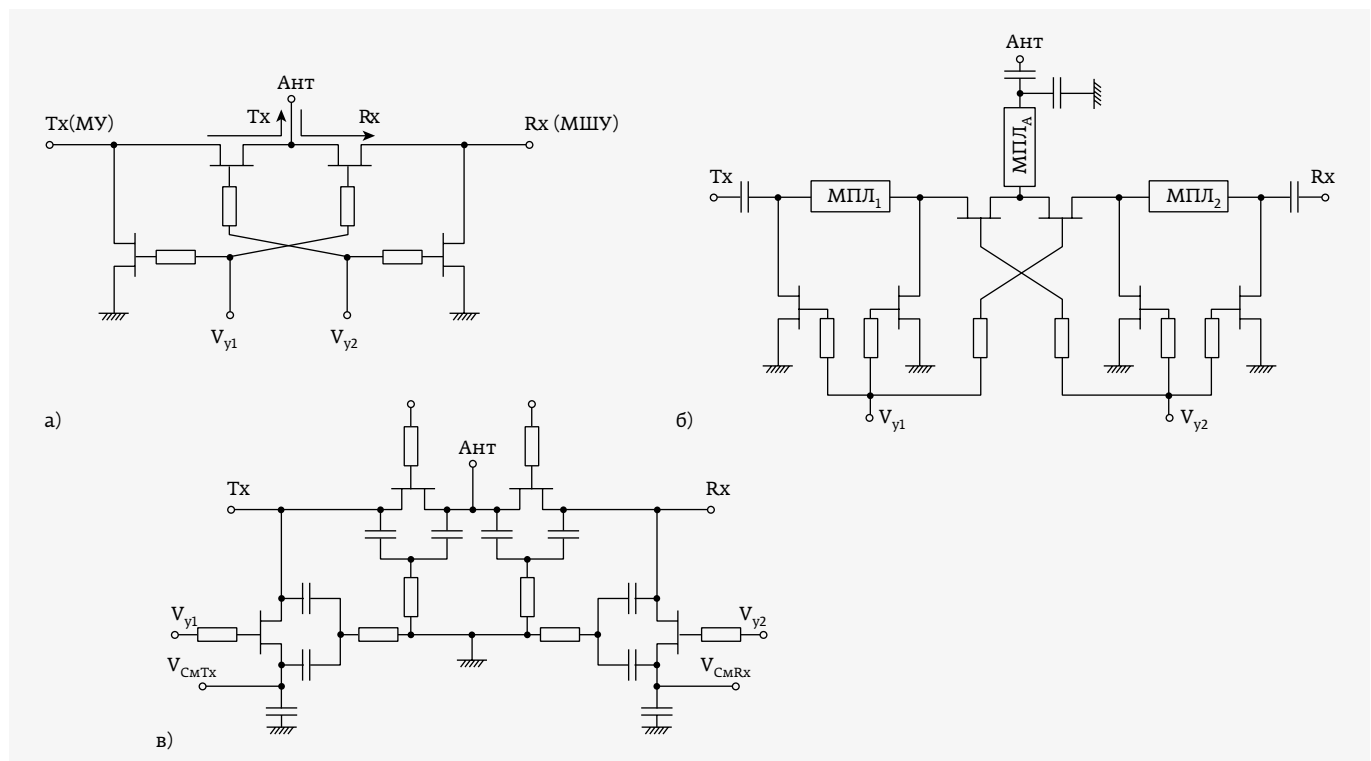 Ант
Tx(МУ)
Tx
Rx
Rx (МШУ)
Vу1
Vу2
а)
Ант
МПЛА
Tx
МПЛ1
МПЛ2
Rx
Vу1
Vу2
б)
Ант
Tx
Rx
Vу1
Vу2
VСмTx
VСмRx
в)